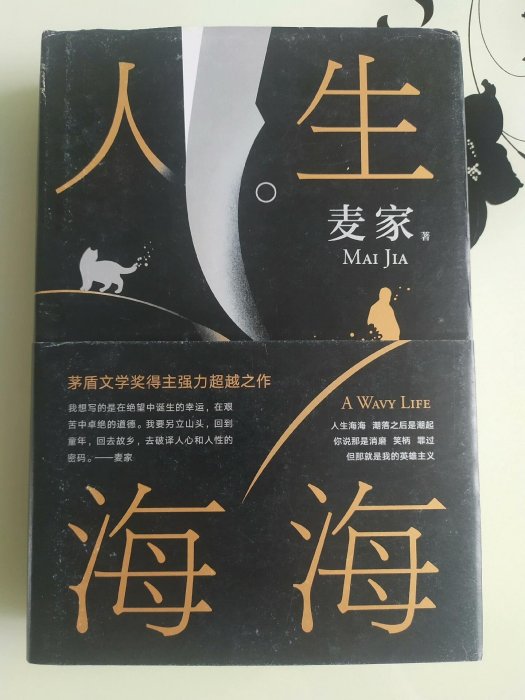 人生
麦家 著
MAI JIA
茅盾文学奖得主强力超越之作
我想写的是在绝望中诞生的幸运，在艰
苦中卓绝的道德。我要另立山头，回到
童年，回去故乡，去破译人心和人性的
密码。——麦家
A WAVY LIFE
人生海海 潮落之后是潮起
你说那是消磨 笑柄 罪过
但那就是我的英雄主义
海海